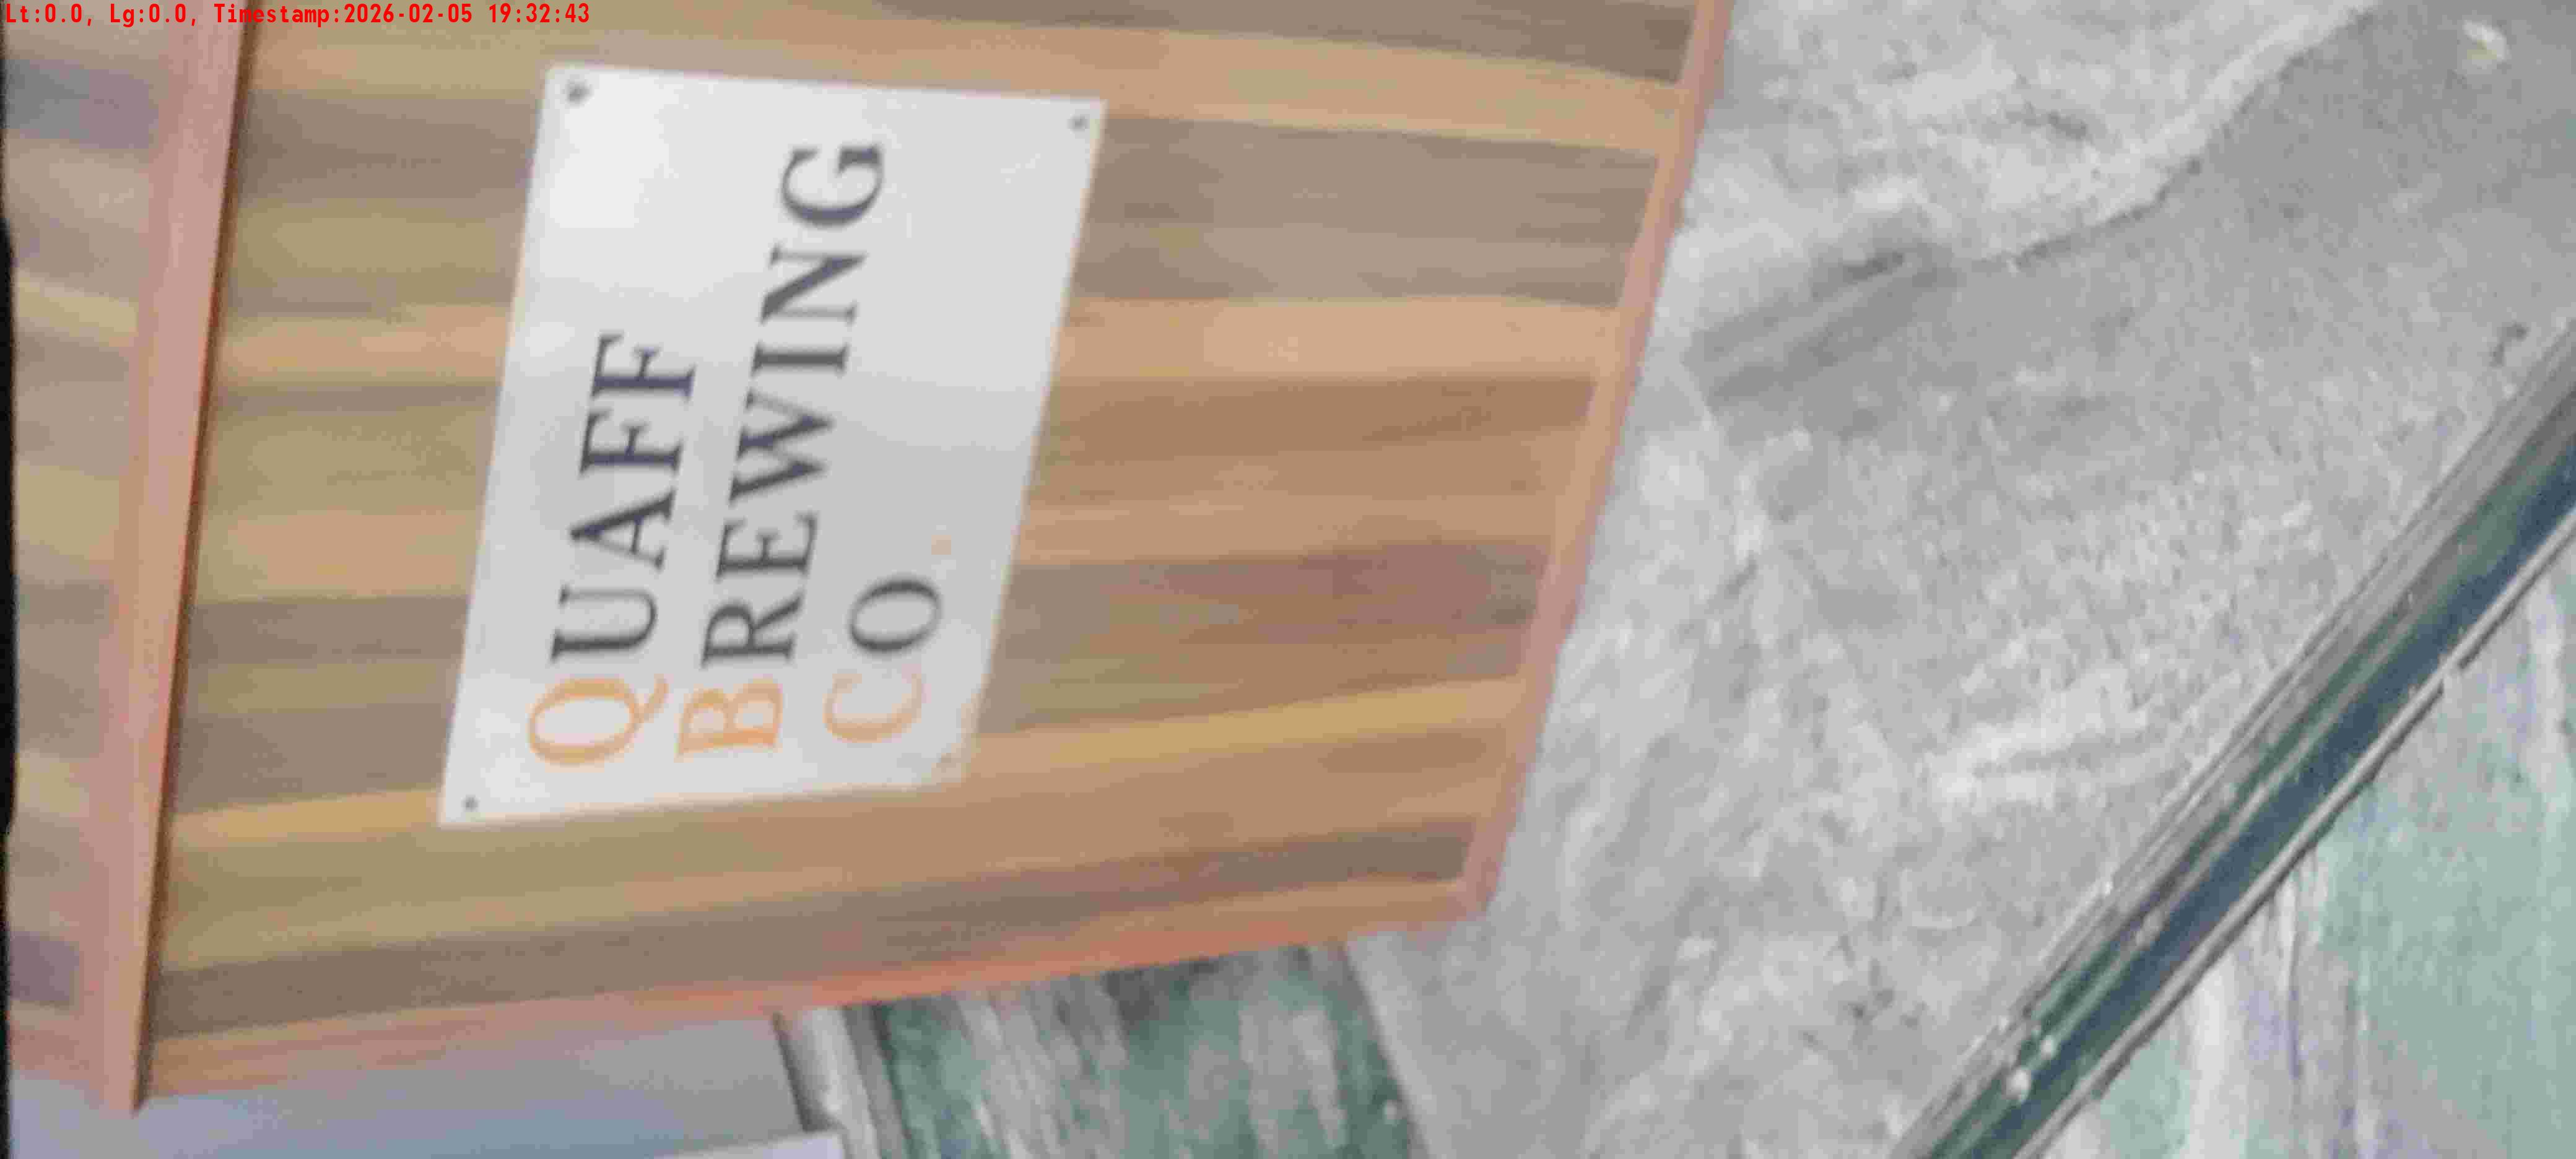 Lt:0.0, Lg:0.0, Timestamp:2026-02-05 19:32:43
QUAFF
BREWING
CO.